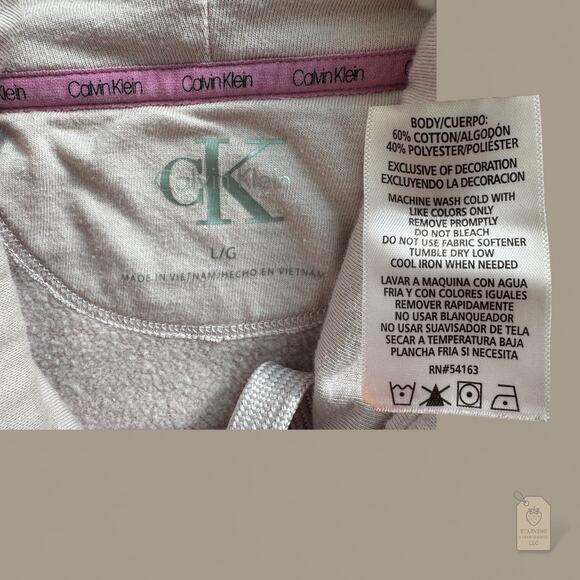 Klein Calvin Klein Calvin Klein Calvin Klein
CK
Calvin Klein
L/G
MADE IN VIETNAM/HECHO EN VIETNAM
BODY/CUERPO:
60% COTTON/ALGODÓN
40% POLYESTER/POLIÉSTER
EXCLUSIVE OF DECORATION
EXCLUYENDO LA DECORACION
MACHINE WASH COLD WITH
LIKE COLORS ONLY
REMOVE PROMPTLY
DO NOT BLEACH
DO NOT USE FABRIC SOFTENER
TUMBLE DRY LOW
COOL IRON WHEN NEEDED
LAVAR A MAQUINA CON AGUA
FRIA Y CON COLORES IGUALES
REMOVER RAPIDAMENTE
NO USAR BLANQUEADOR
NO USAR SUAVISADOR DE TELA
SECAR A TEMPERATURA BAJA
PLANCHA FRIA SI NECESITA
RN#54163
STARVING
LLC